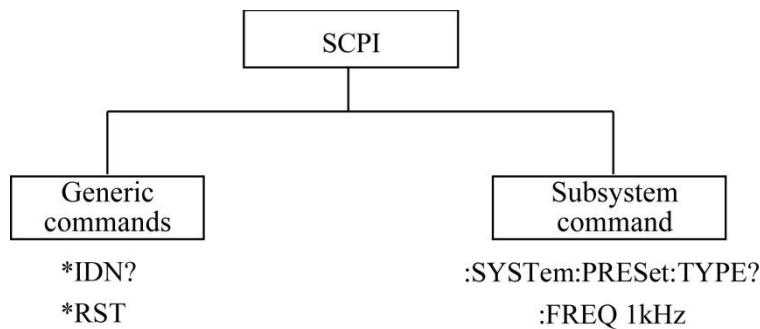 SCPI
Generic
commands
Subsystem
command
*IDN?
*RST
:SYSTem:PRESet:TYPE?
:FREQ 1kHz